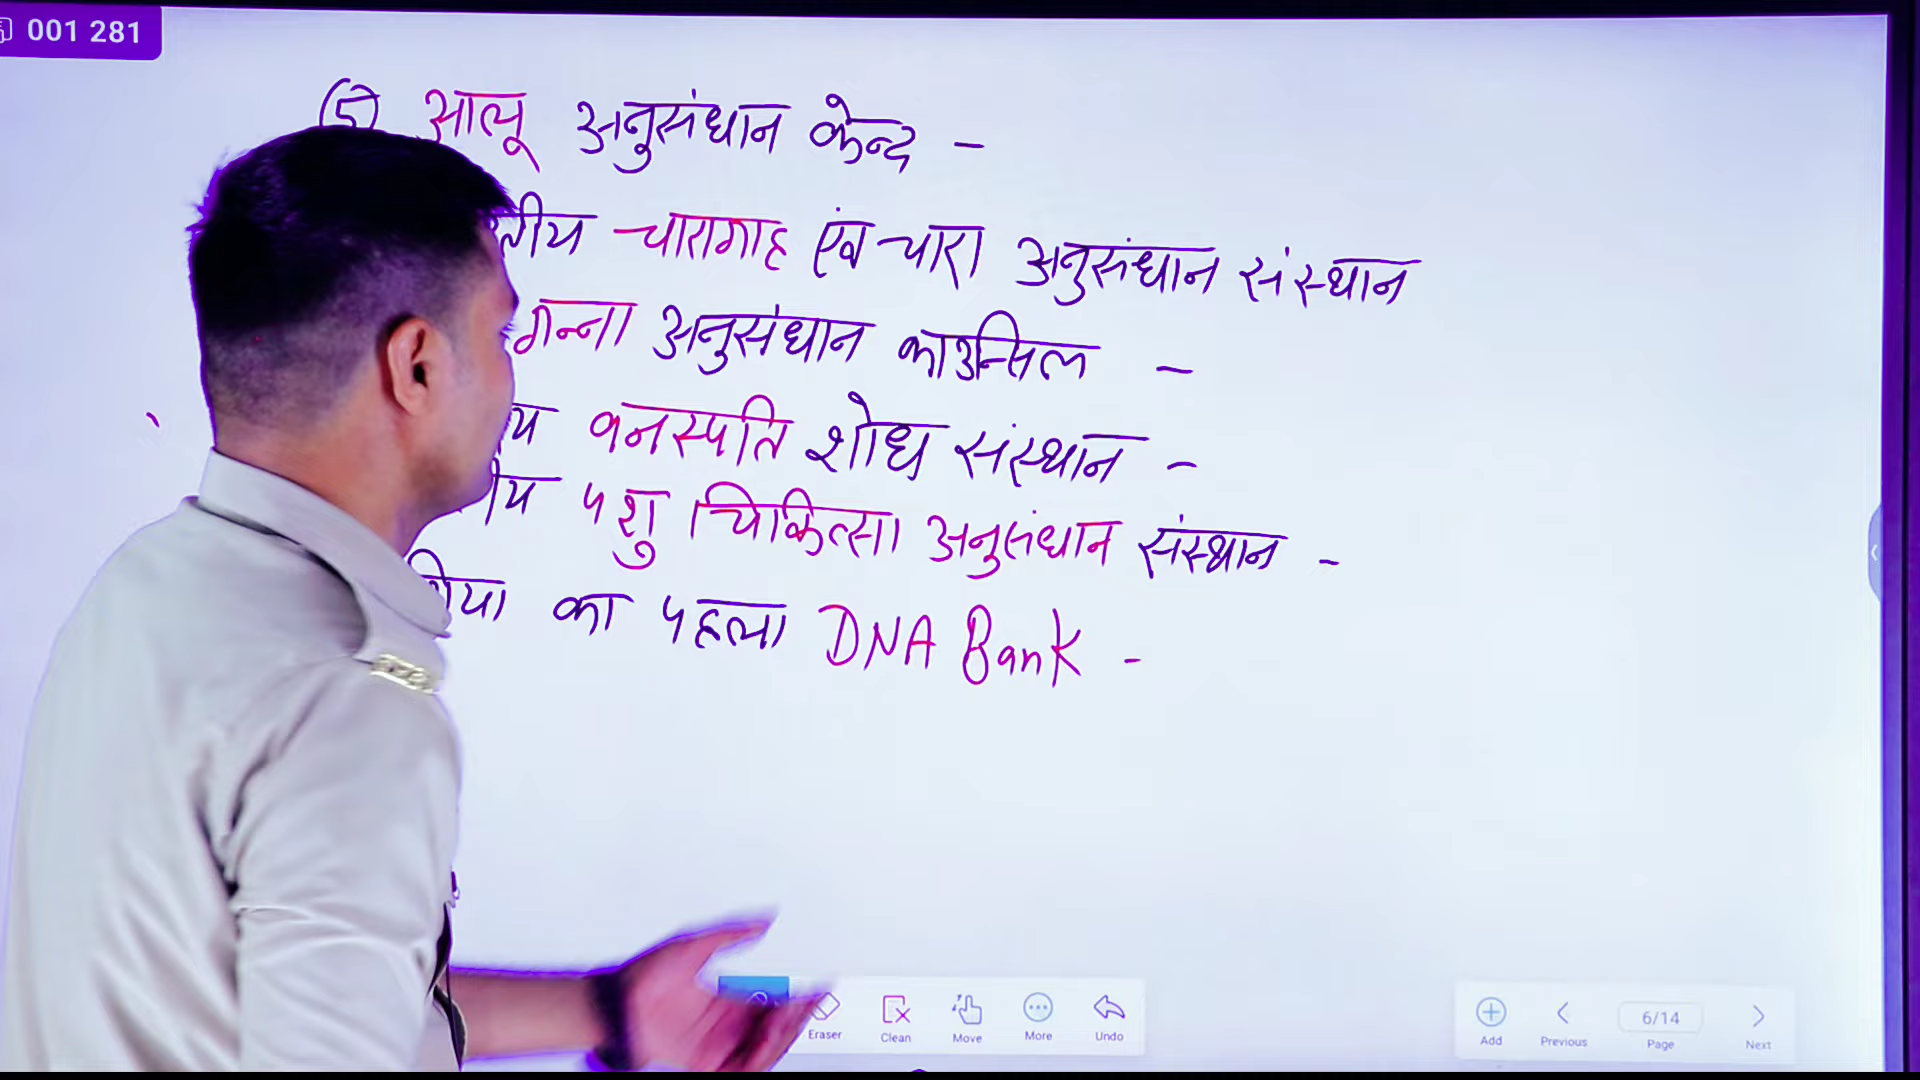 001 281
⑤ आलू अनुसंधान केन्द्र -
चारागाह एंव चारा अनुसंधान संस्थान
गन्ना अनुसंधान काउन्सिल -
वनस्पति शोध संस्थान -
पशु चिकित्सा अनुसंधान संस्थान -
का पहला DNA Bank -
Eraser Clean Move More Undo
Add Previous 6/14 Page Next